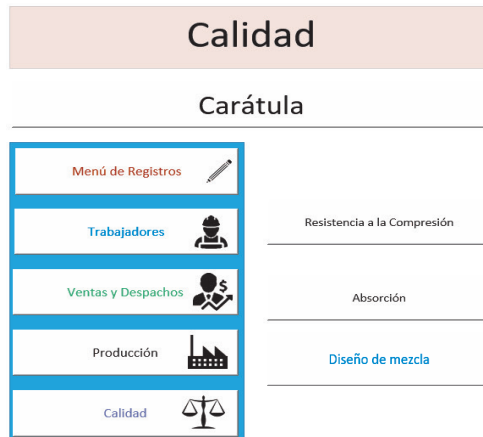 Calidad
Carátula
Menú de Registros
Trabajadores
Ventas y Despachos
Producción
Calidad
Resistencia a la Compresión
Absorción
Diseño de mezcla